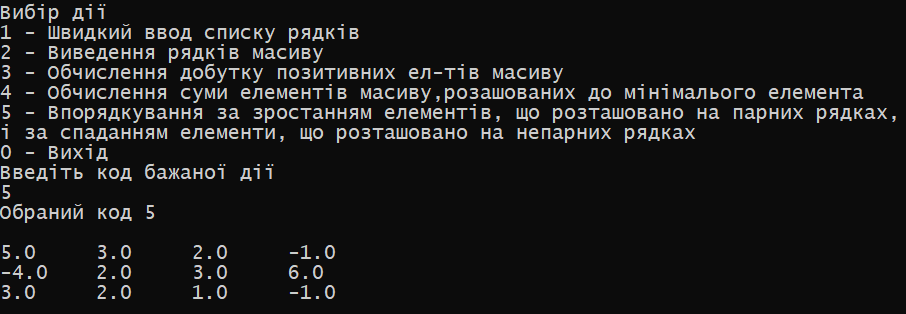 Вибір дії
1 - Швидкий ввод списку рядків
2 - Виведення рядків масиву
3 - Обчислення добутку позитивних ел-тів масиву
4 - Обчислення суми елементів масиву,розашованих до мінімалього елемента
5 - Впорядкування за зростанням елементів, що розташовано на парних рядках,
і за спаданням елементи, що розташовано на непарних рядках
0 - Вихід
Введіть код бажаної дії
5
Обраний код 5
5.0 3.0 2.0 -1.0
-4.0 2.0 3.0 6.0
3.0 2.0 1.0 -1.0